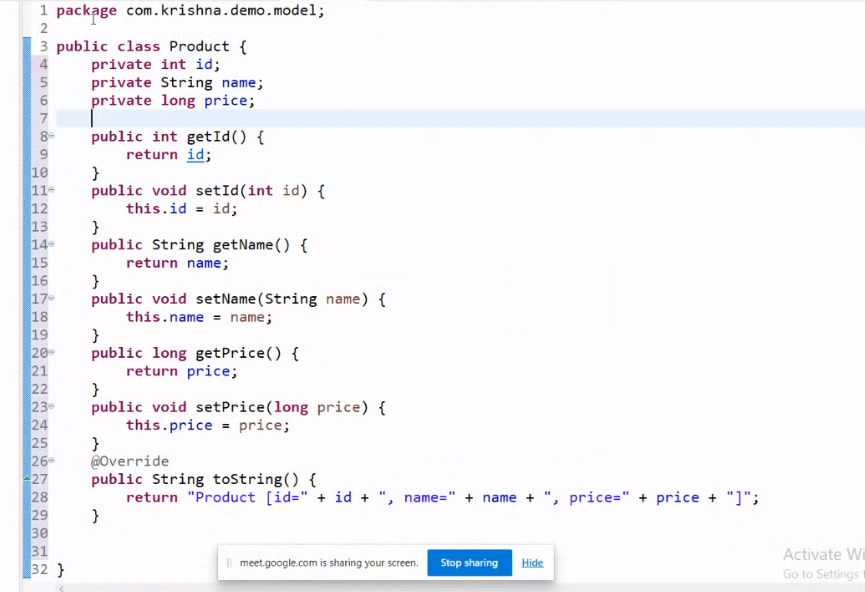 1 package com.krishna.demo.model;
2
3 public class Product {
4 private int id;
5 private String name;
6 private long price;
7
8 public int getId() {
9 return id;
10 }
11 public void setId(int id) {
12 this.id = id;
13 }
14 public String getName() {
15 return name;
16 }
17 public void setName(String name) {
18 this.name = name;
19 }
20 public long getPrice() {
21 return price;
22 }
23 public void setPrice(long price) {
24 this.price = price;
25 }
26 @Override
27 public String toString() {
28 return "Product [id=" + id + ", name=" + name + ", price=" + price + "]";
29 }
30
31
32 }
meet.google.com is sharing your screen. Stop sharing Hide
Activate Wi
Go to Settings t